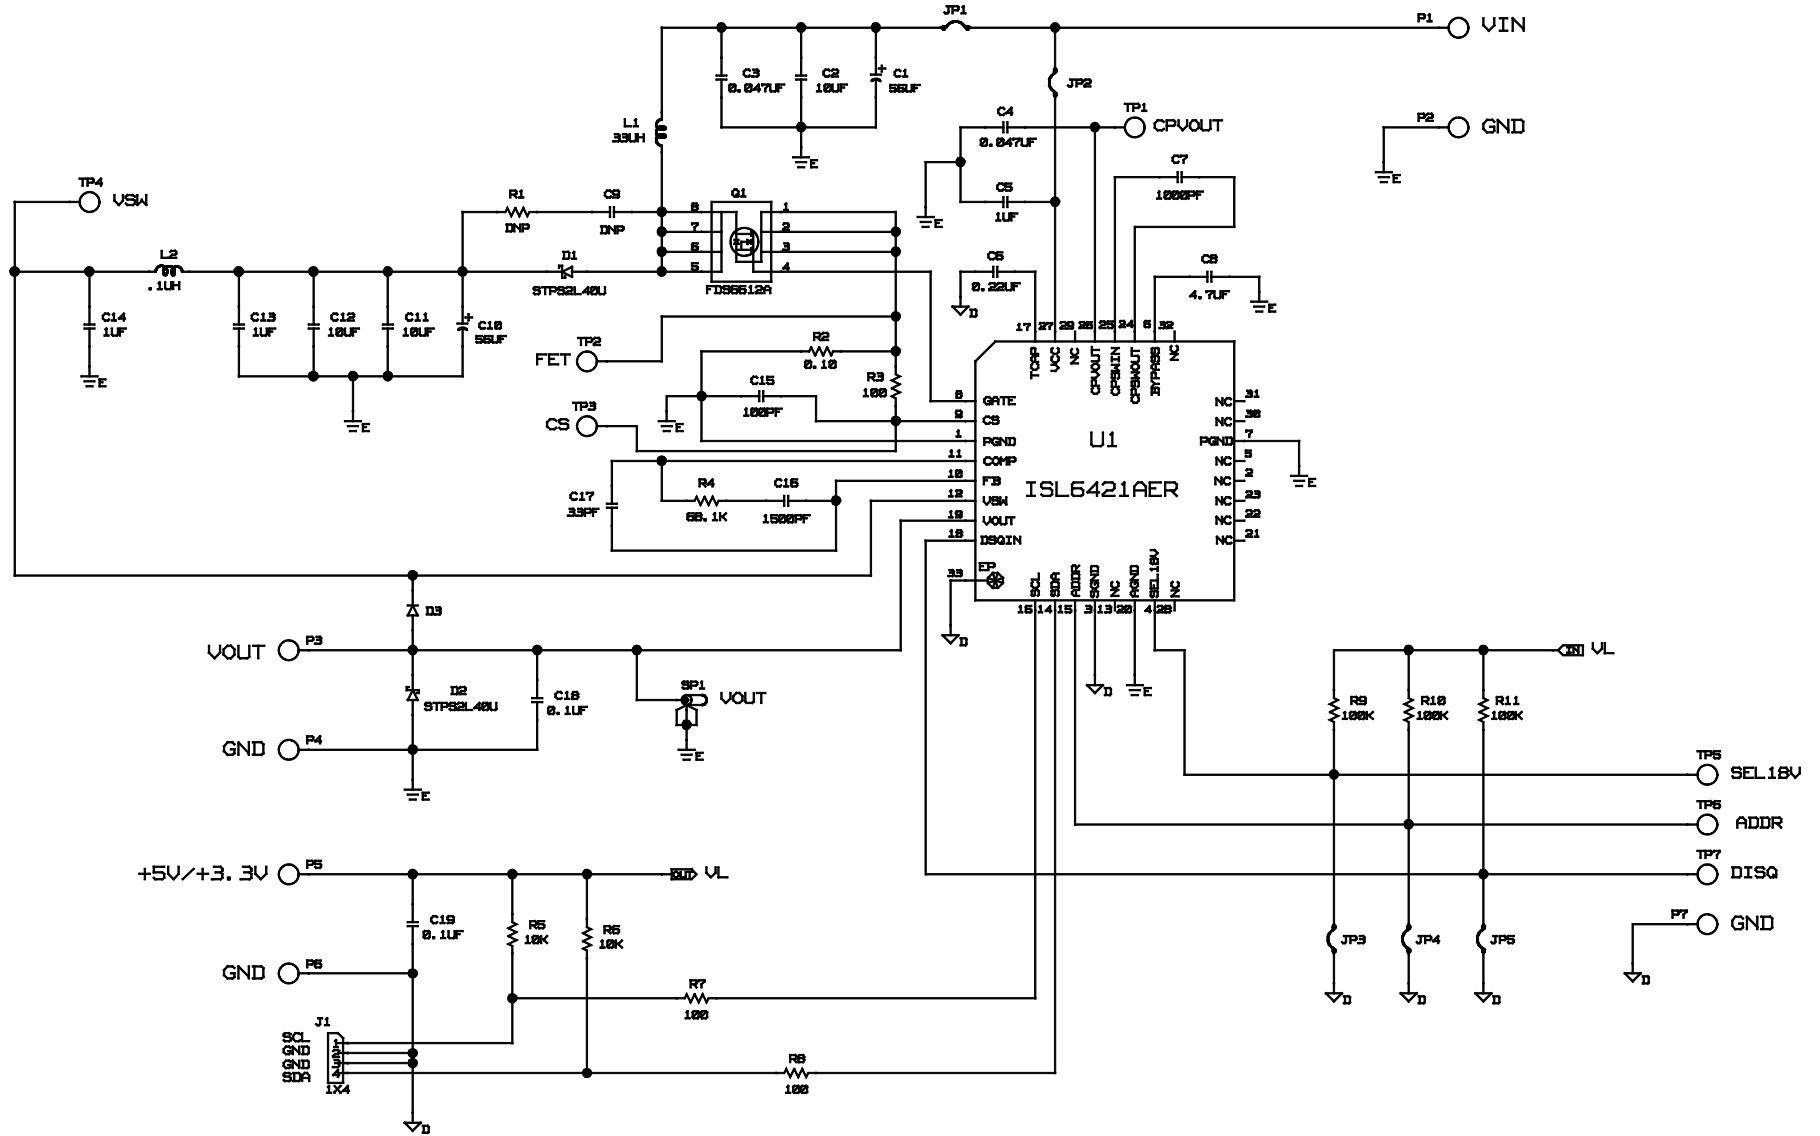 JP1
P1 VIN
C3
0.047UF
C2
10UF
C1
56UF
JP2
L1
33UH
E
C4
0.047UF
TP1
CPVOUT
P2 GND
C7
1000PF
E
TP4
VSW
R1
DNP
C9
DNP
Q1
8 1
7 2
6 3
5 4
FDS6612A
C5
1UF
E
L2
.1UH
D1
STPS2L40U
C6
0.22UF
D
C8
4.7UF
E
C14
1UF
C13
1UF
C12
10UF
C11
10UF
C10
56UF
E
E
TP2
FET
R2
0.10
R3
100
C15
100PF
TP3
CS
E
17 27 29 26 25 24 6 32
TCAP VCC NC CPVOUT CPSWIN CPSWOUT BYPASS NC
8 GATE
9 CS
1 PGND
11 COMP
10 FB
12 VSW
19 VOUT
18 DSQIN
33 EP
U1
ISL6421AER
NC 31
NC 30
PGND 7
NC 5
NC 2
NC 23
NC 22
NC 21
E
SCL SDA ADDR SGND NC AGND SEL18V NC
16 14 15 3 13 20 4 28
D
D
E
C17
33PF
R4
68.1K
C16
1500PF
D3
VOUT P3
D2
STPS2L40U
C18
0.1UF
SP1
VOUT
E
GND P4
E
IN VL
R9
100K
R10
100K
R11
100K
TP5
SEL18V
TP6
ADDR
TP7
DISQ
P7
GND
D
JP3
JP4
JP5
D
D
D
+5V/+3.3V P5
OUT VL
C19
0.1UF
R5
10K
R6
10K
GND P6
R7
100
J1
SCL
GND
GND
SDA
1X4
R8
100
D